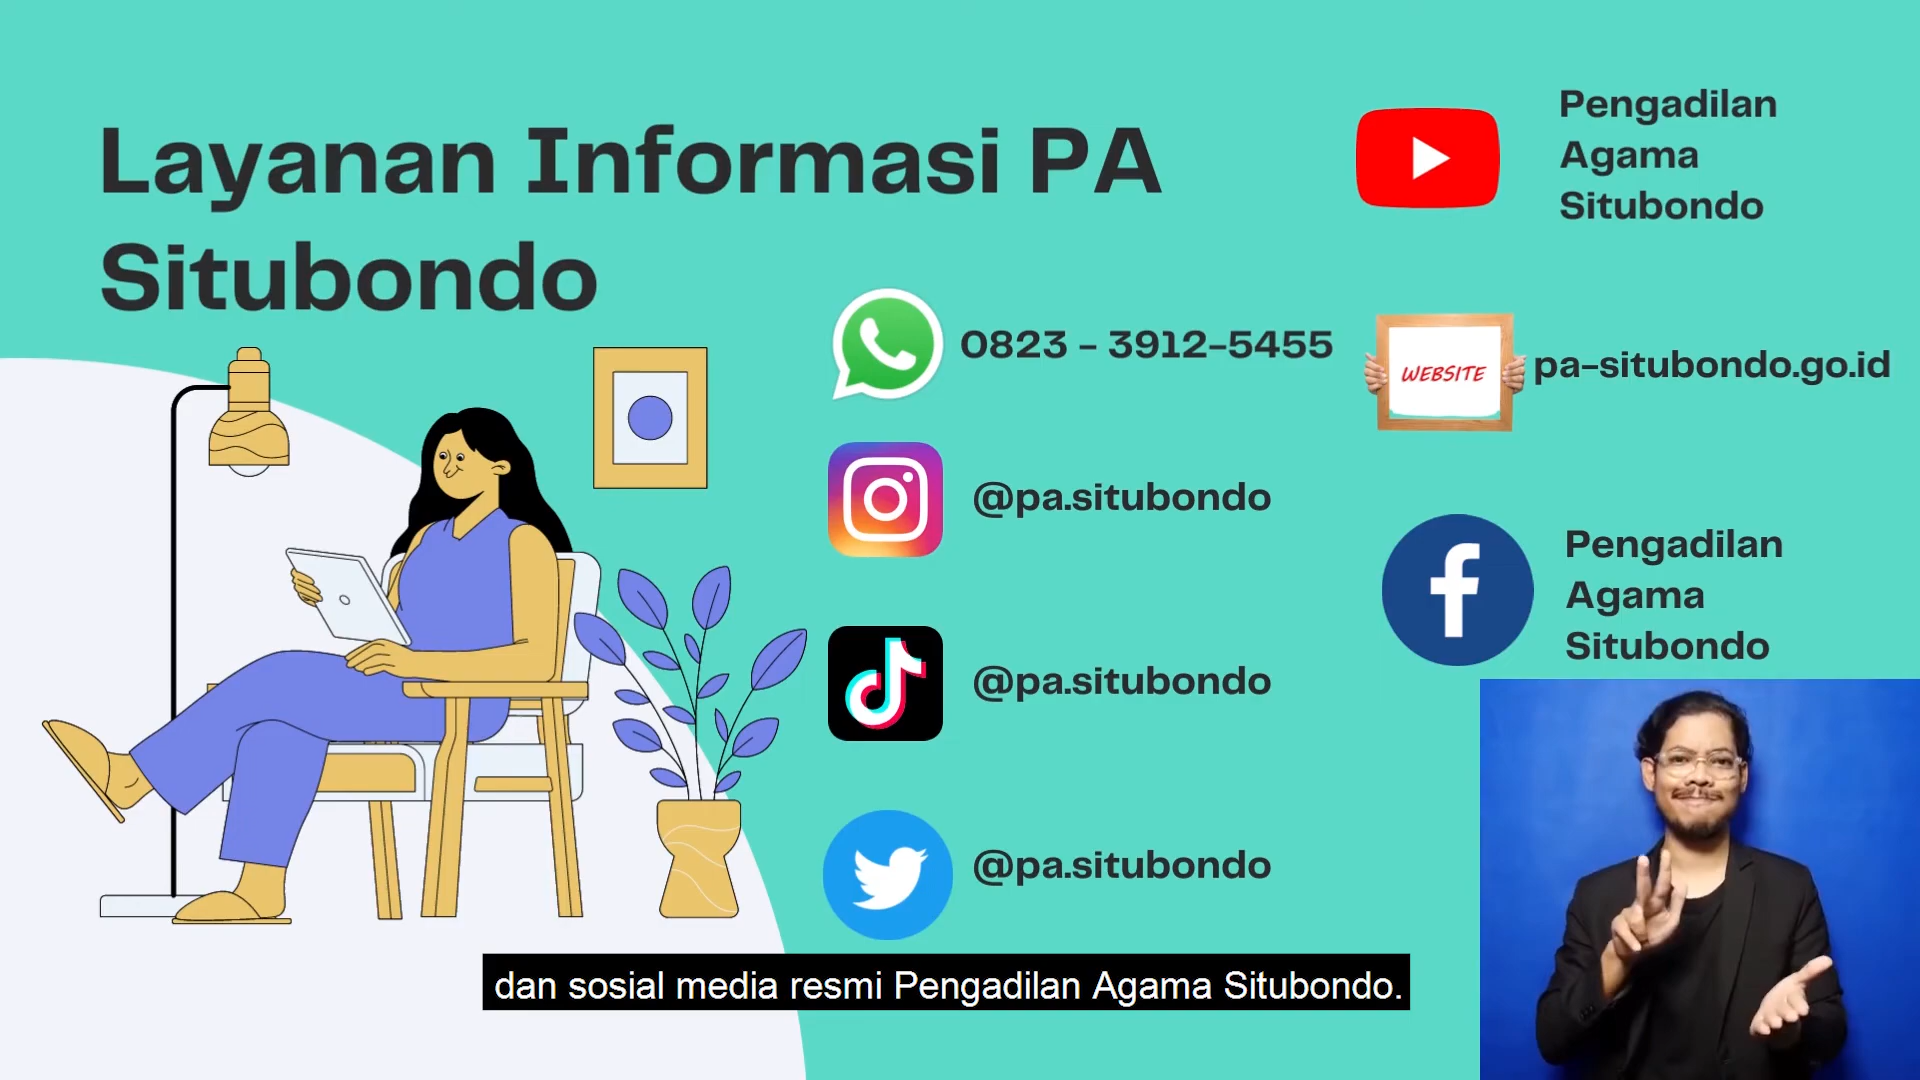 Layanan Informasi PA
Situbondo
0823 - 3912-5455
@pa.situbondo
@pa.situbondo
@pa.situbondo
Pengadilan
Agama
Situbondo
WEBSITE
pa-situbondo.go.id
Pengadilan
Agama
Situbondo
dan sosial media resmi Pengadilan Agama Situbondo.